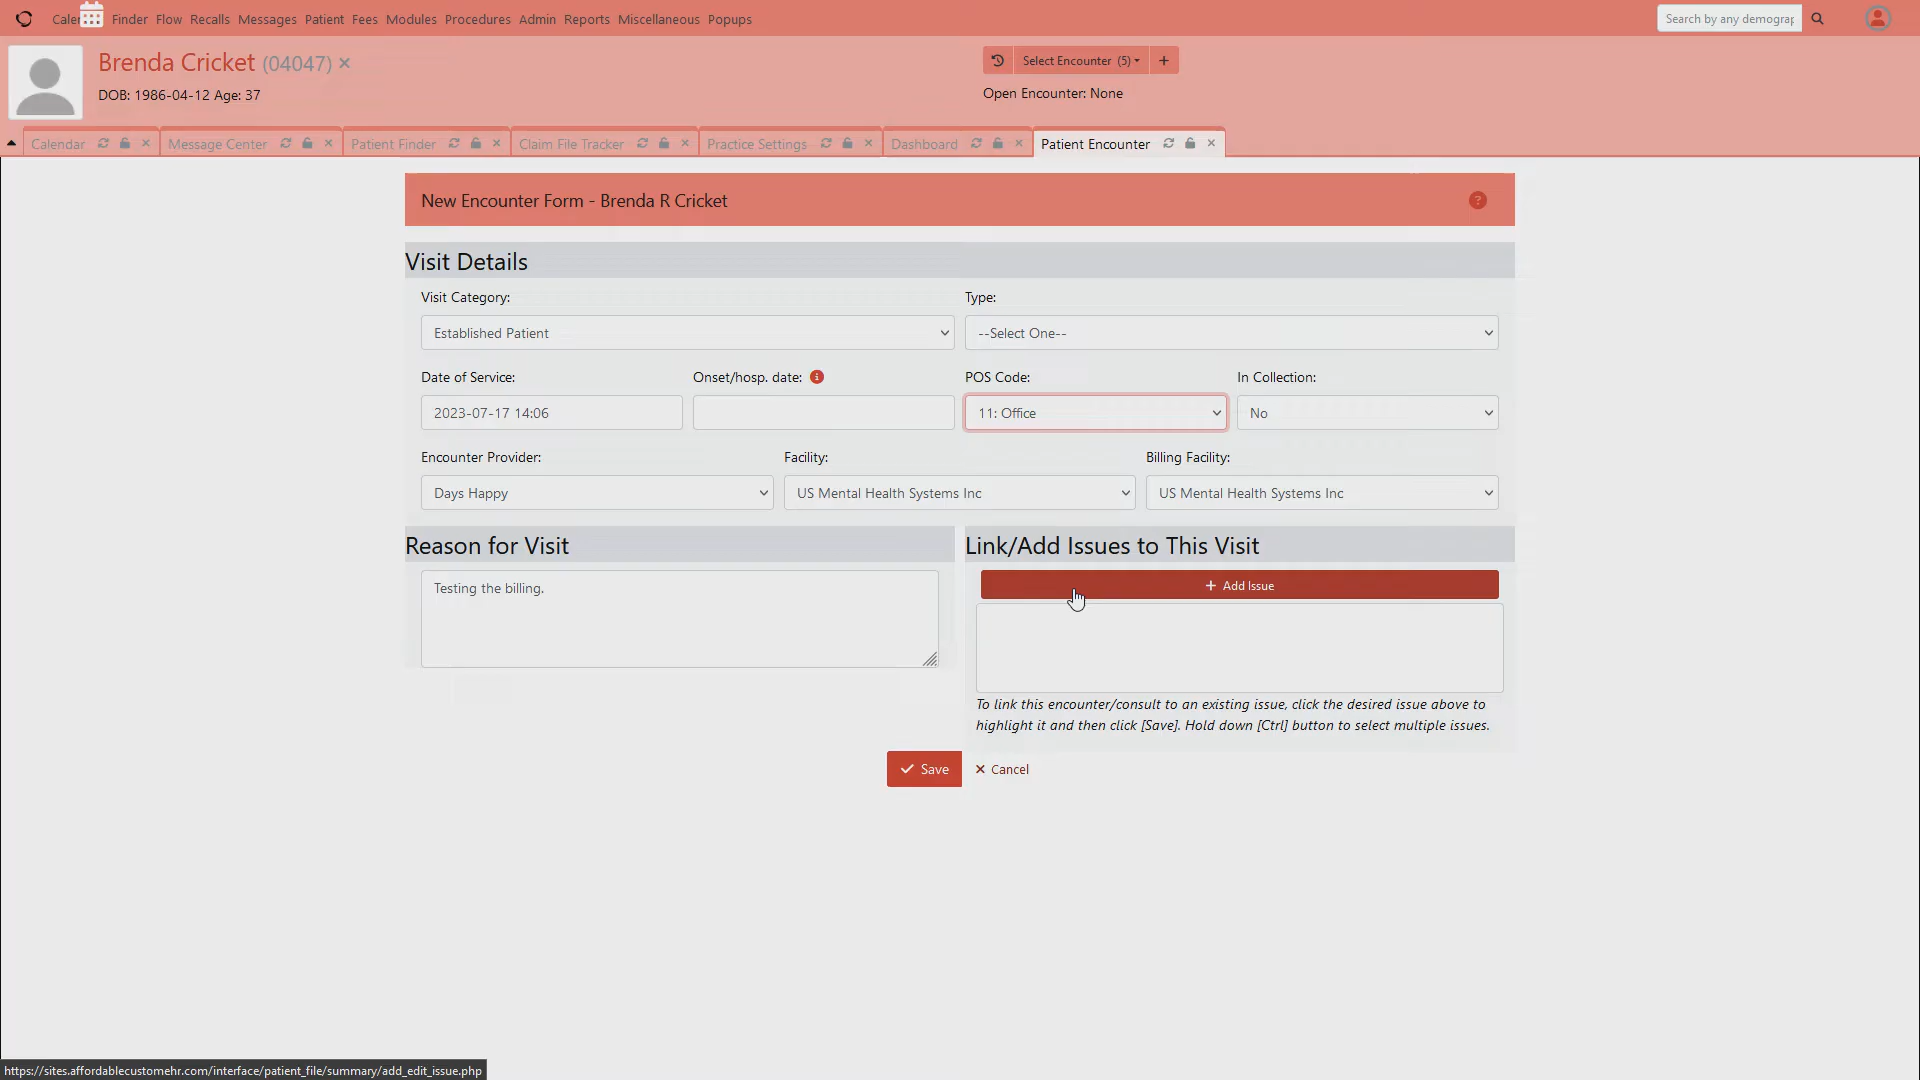 Calen Finder Flow Recalls Messages Patient Fees Modules Procedures Admin Reports Miscellaneous Popups
Search by any demograp
Brenda Cricket (04047) ×
DOB: 1986-04-12 Age: 37
Select Encounter (5)
Open Encounter: None
Calendar Message Center Patient Finder Claim File Tracker Practice Settings Dashboard Patient Encounter
New Encounter Form - Brenda R Cricket
?
Visit Details
Visit Category: Type:
Established Patient --Select One--
Date of Service: Onset/hosp. date: POS Code: In Collection:
2023-07-17 14:06 11: Office No
Encounter Provider: Facility: Billing Facility:
Days Happy US Mental Health Systems Inc US Mental Health Systems Inc
Reason for Visit Link/Add Issues to This Visit
Testing the billing.
+ Add Issue
To link this encounter/consult to an existing issue, click the desired issue above to
highlight it and then click [Save]. Hold down [Ctrl] button to select multiple issues.
Save Cancel
https://sites.affordablecustomehr.com/interface/patient_file/summary/add_edit_issue.php